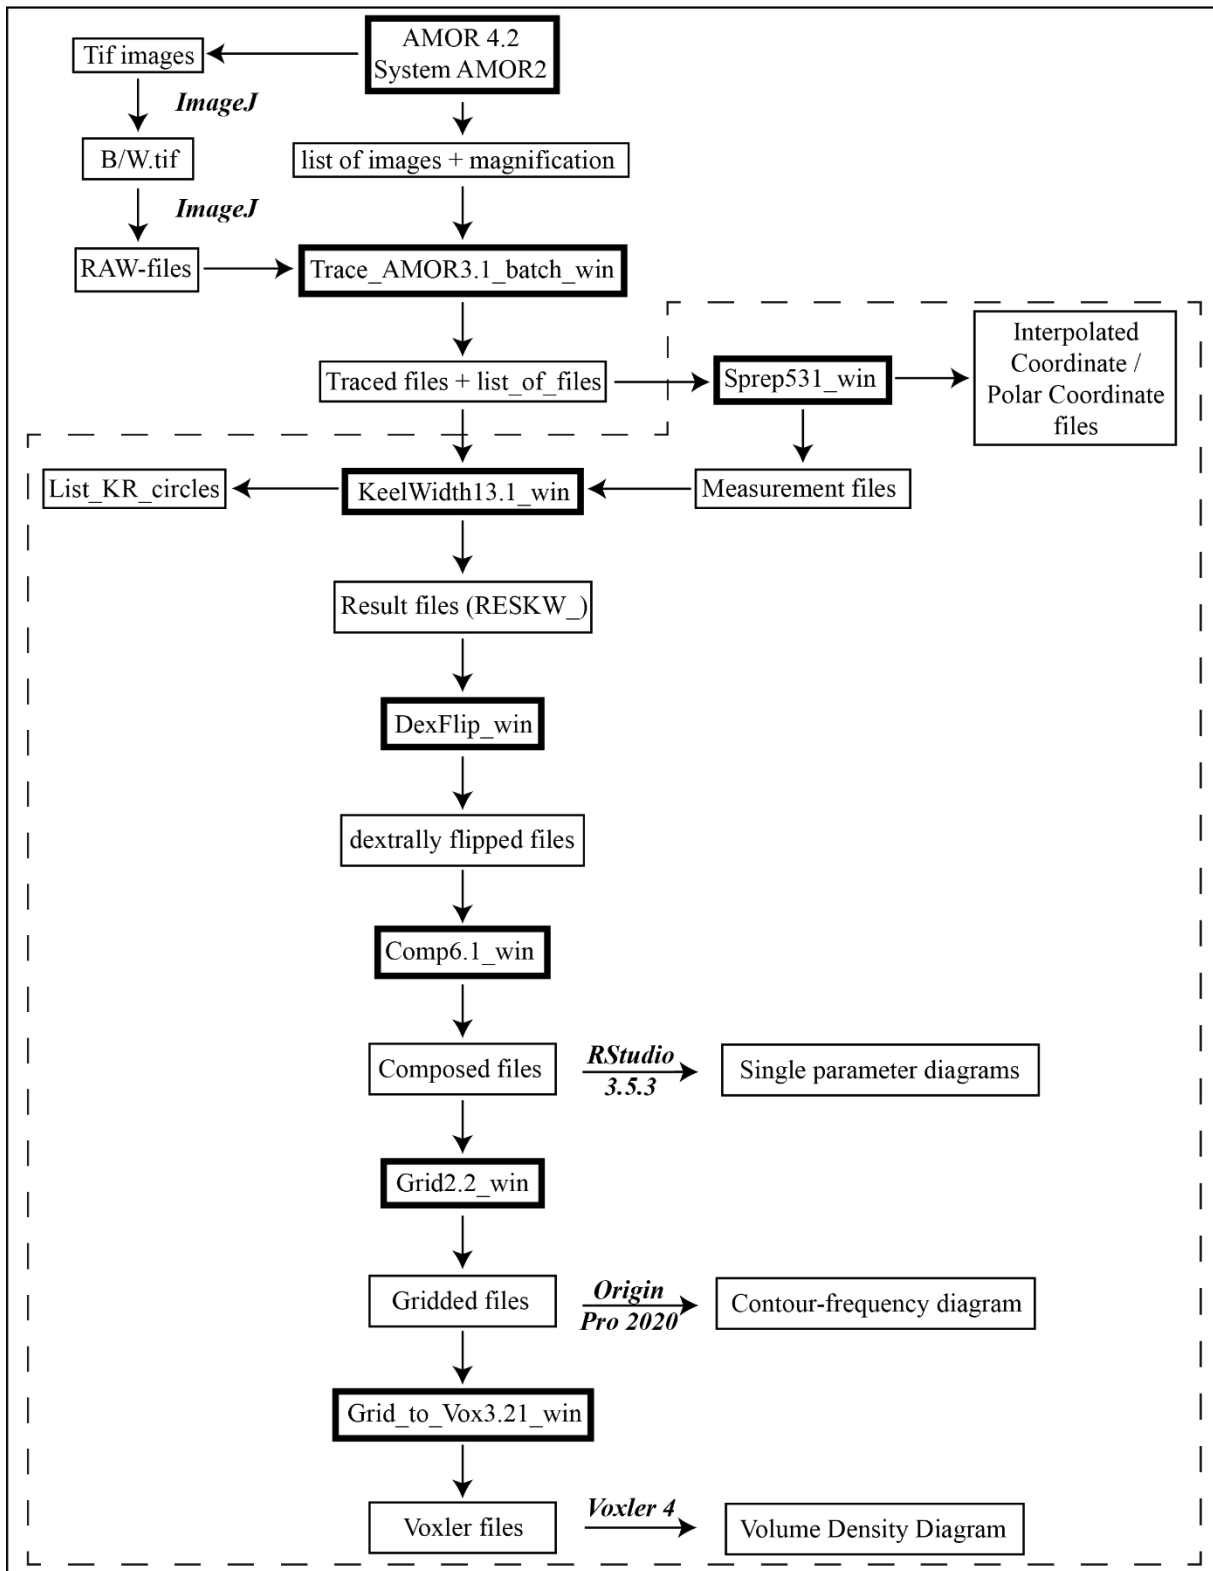 AMOR 4.2
System AMOR2
Tif images
ImageJ
B/W.tif
list of images + magnification
ImageJ
RAW-files
Trace_AMOR3.1_batch_win
Traced files + list_of_files
Sprep531_win
Interpolated
Coordinate /
Polar Coordinate
files
List_KR_circles
KeelWidth13.1_win
Measurement files
Result files (RESKW_)
DexFlip_win
dextrally flipped files
Comp6.1_win
Composed files
RStudio
3.5.3
Single parameter diagrams
Grid2.2_win
Gridded files
Origin
Pro 2020
Contour-frequency diagram
Grid_to_Vox3.21_win
Voxler files
Voxler 4
Volume Density Diagram